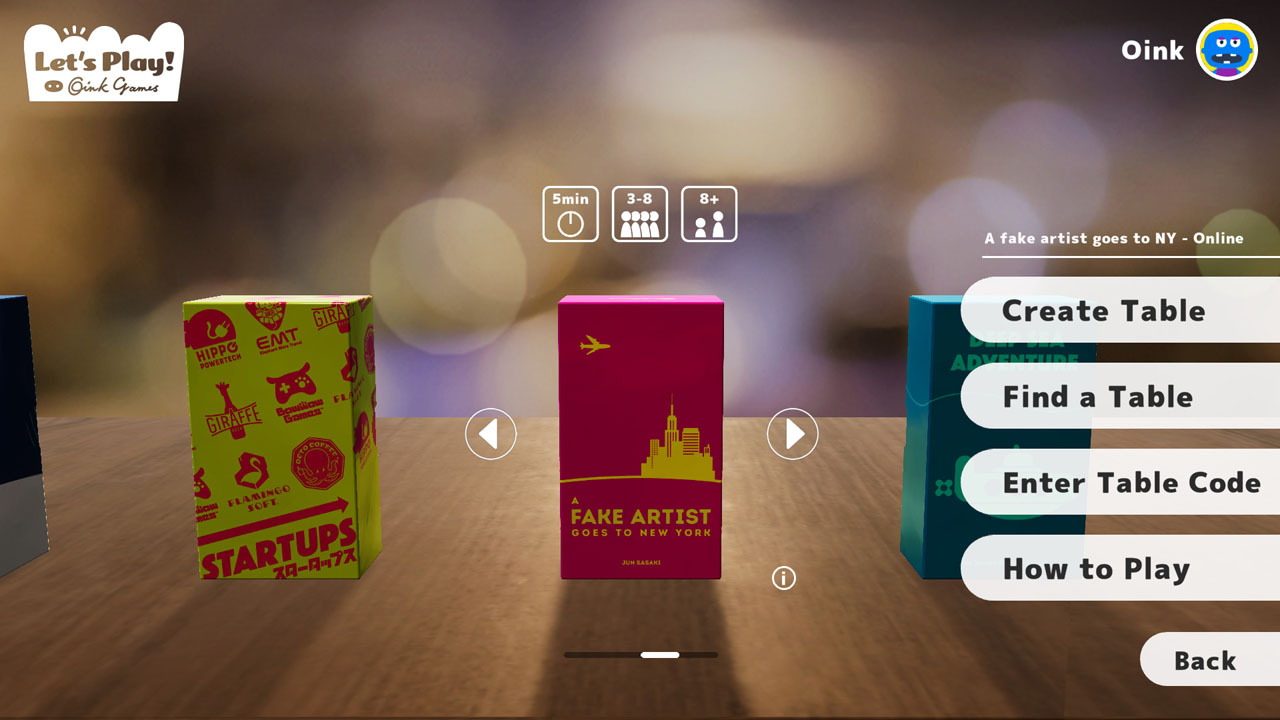 Let's Play!
Oink Games
Oink
5min
3-8
8+
A fake artist goes to NY - Online
Create Table
Find a Table
Enter Table Code
How to Play
Back
HIPPO
POWERTECH
EMT
GIRAFFE
FLAMINGO
SOFT
OCTO COFFEE
STARTUPS
スタータップス
A
FAKE ARTIST
GOES TO NEW YORK
JUN SASAKI
DEEP SEA
ADVENTURE